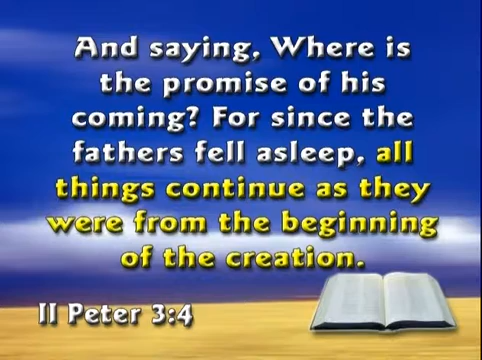 And saying, Where is
the promise of his
coming? For since the
fathers fell asleep, all
things continue as they
were from the beginning
of the creation.
II Peter 3:4